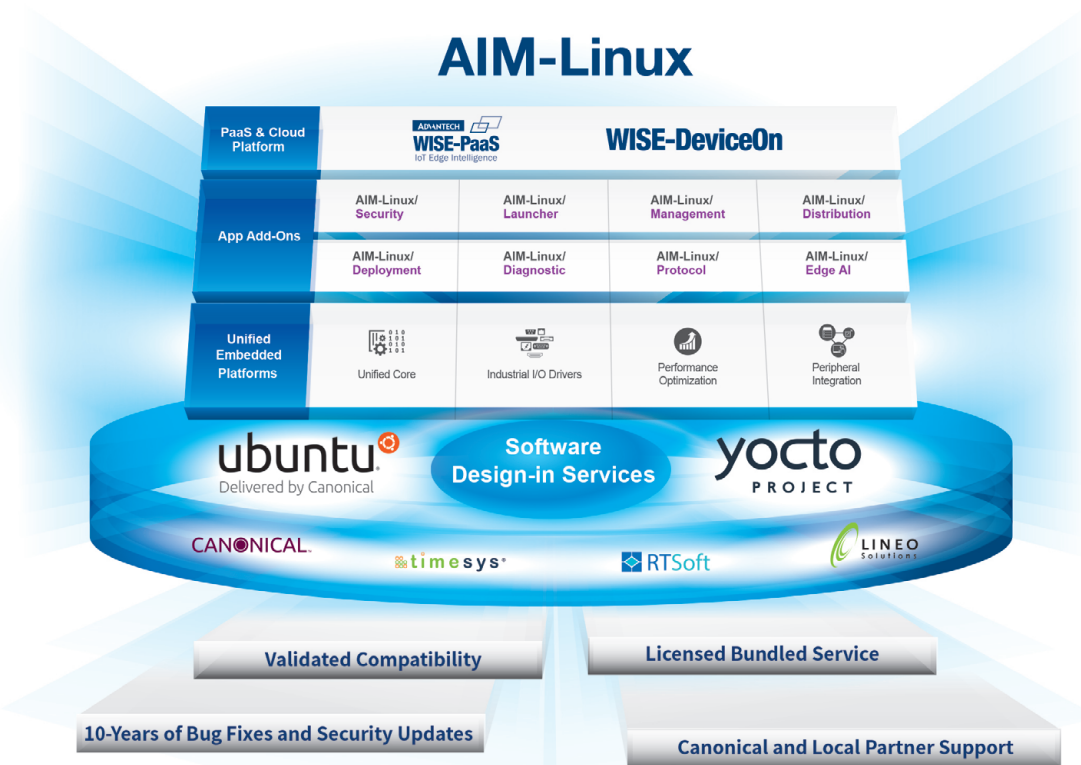 AIM-Linux
PaaS & Cloud
Platform
ADVANTECH
WISE-PaaS
IoT Edge Intelligence
WISE-DeviceOn
App Add-Ons
AIM-Linux/
Security
AIM-Linux/
Launcher
AIM-Linux/
Management
AIM-Linux/
Distribution
AIM-Linux/
Deployment
AIM-Linux/
Diagnostic
AIM-Linux/
Protocol
AIM-Linux/
Edge AI
Unified
Embedded
Platforms
010
101
010
101
Unified Core
Industrial I/O Drivers
Performance
Optimization
Peripheral
Integration
ubuntu®
Delivered by Canonical
Software
Design-in Services
yocto
PROJECT
CANONICAL™
timesys®
RTSoft
LINEO
Solutions
Validated Compatibility
Licensed Bundled Service
10-Years of Bug Fixes and Security Updates
Canonical and Local Partner Support